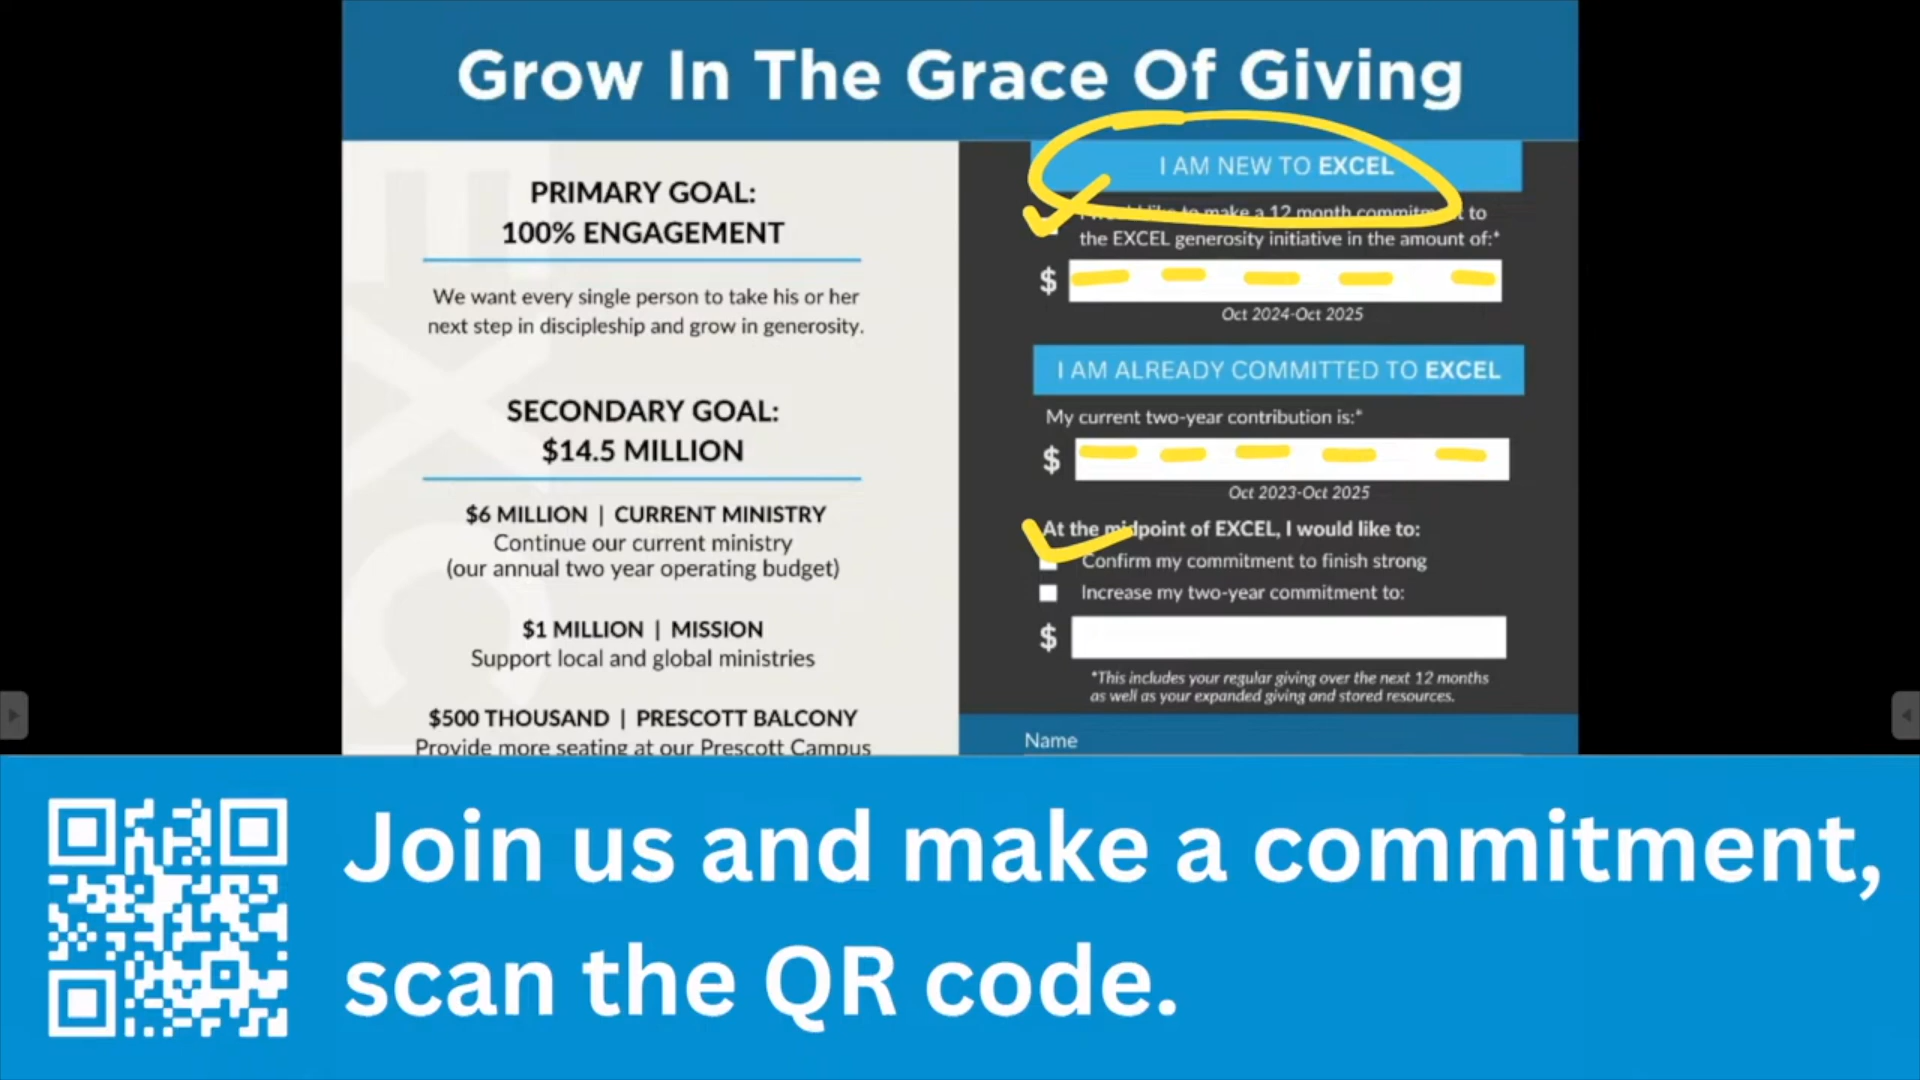 Grow In The Grace Of Giving
PRIMARY GOAL:
100% ENGAGEMENT
We want every single person to take his or her
next step in discipleship and grow in generosity.
SECONDARY GOAL:
$14.5 MILLION
$6 MILLION | CURRENT MINISTRY
Continue our current ministry
(our annual two year operating budget)
$1 MILLION | MISSION
Support local and global ministries
$500 THOUSAND | PRESCOTT BALCONY
Provide more seating at our Prescott Campus
I AM NEW TO EXCEL
I would like to make a 12 month commitment to
the EXCEL generosity initiative in the amount of:*
$
Oct 2024-Oct 2025
I AM ALREADY COMMITTED TO EXCEL
My current two-year contribution is:*
$
Oct 2023-Oct 2025
At the midpoint of EXCEL, I would like to:
Confirm my commitment to finish strong
Increase my two-year commitment to:
$
*This includes your regular giving over the next 12 months
as well as your expanded giving and stored resources.
Name
Join us and make a commitment,
scan the QR code.